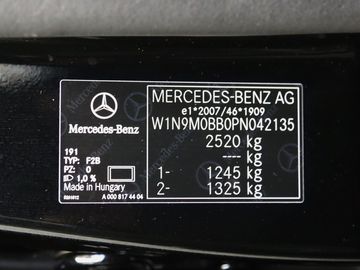 Mercedes-Benz
191
TYP: F2B
PZ: 0
1,0 %
Made in Hungary
A 000 817 44 04
MERCEDES-BENZ AG
e1*2007/46*1909
W1N9M0BB0PN042135
2520 kg
---- kg
1- 1245 kg
2- 1325 kg